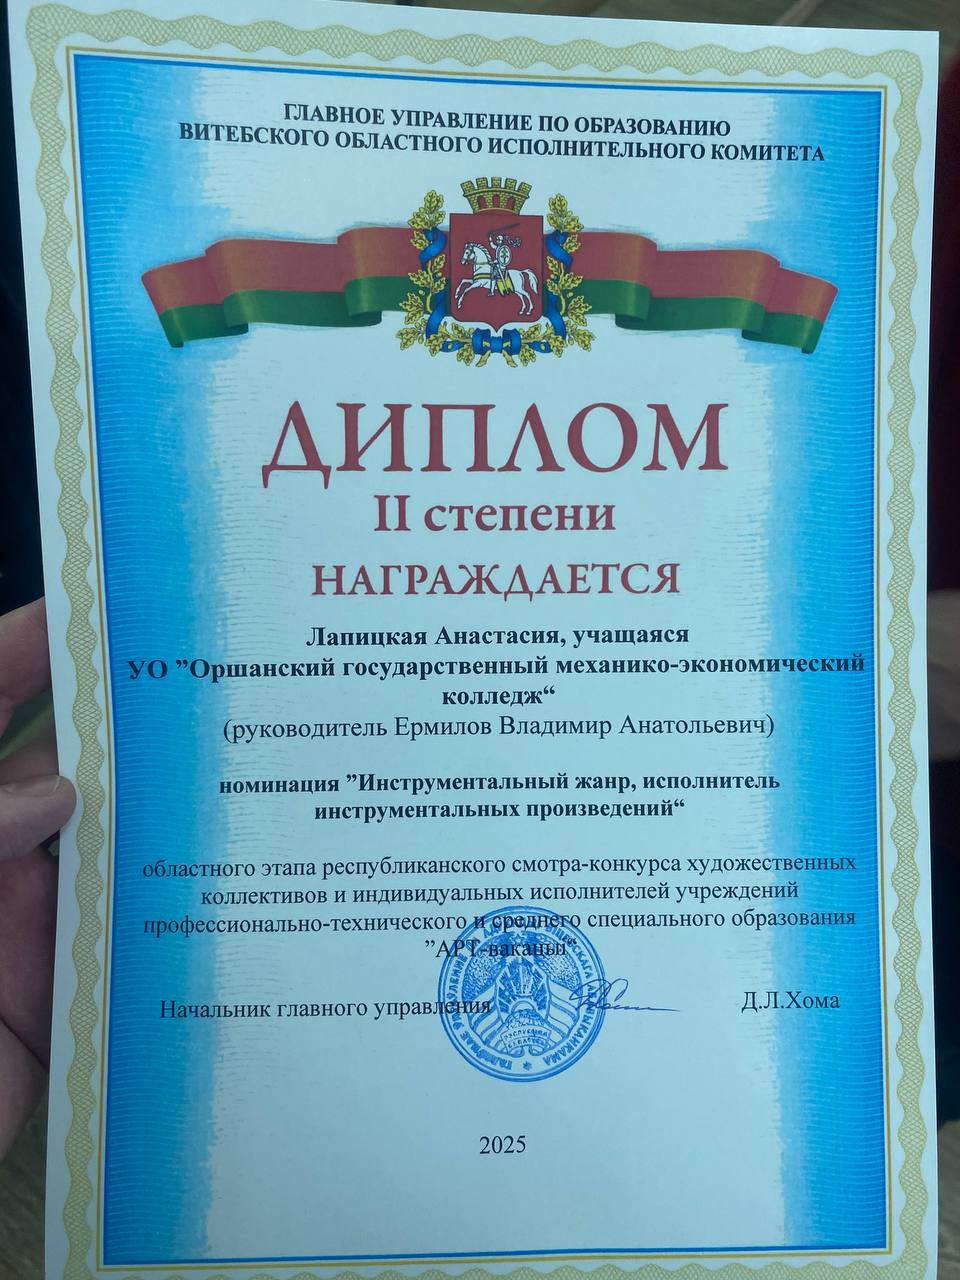 ГЛАВНОЕ УПРАВЛЕНИЕ ПО ОБРАЗОВАНИЮ
ВИТЕБСКОГО ОБЛАСТНОГО ИСПОЛНИТЕЛЬНОГО КОМИТЕТА
ДИПЛОМ
II степени
НАГРАЖДАЕТСЯ
Лапицкая Анастасия, учащаяся
УО ”Оршанский государственный механико-экономический
колледж“
(руководитель Ермилов Владимир Анатольевич)
номинация ”Инструментальный жанр, исполнитель
инструментальных произведений“
областного этапа республиканского смотра-конкурса художественных
коллективов и индивидуальных исполнителей учреждений
профессионально-технического и среднего специального образования
”АРТ-вакацыі“
Начальник главного управления Д.Л.Хома
2025